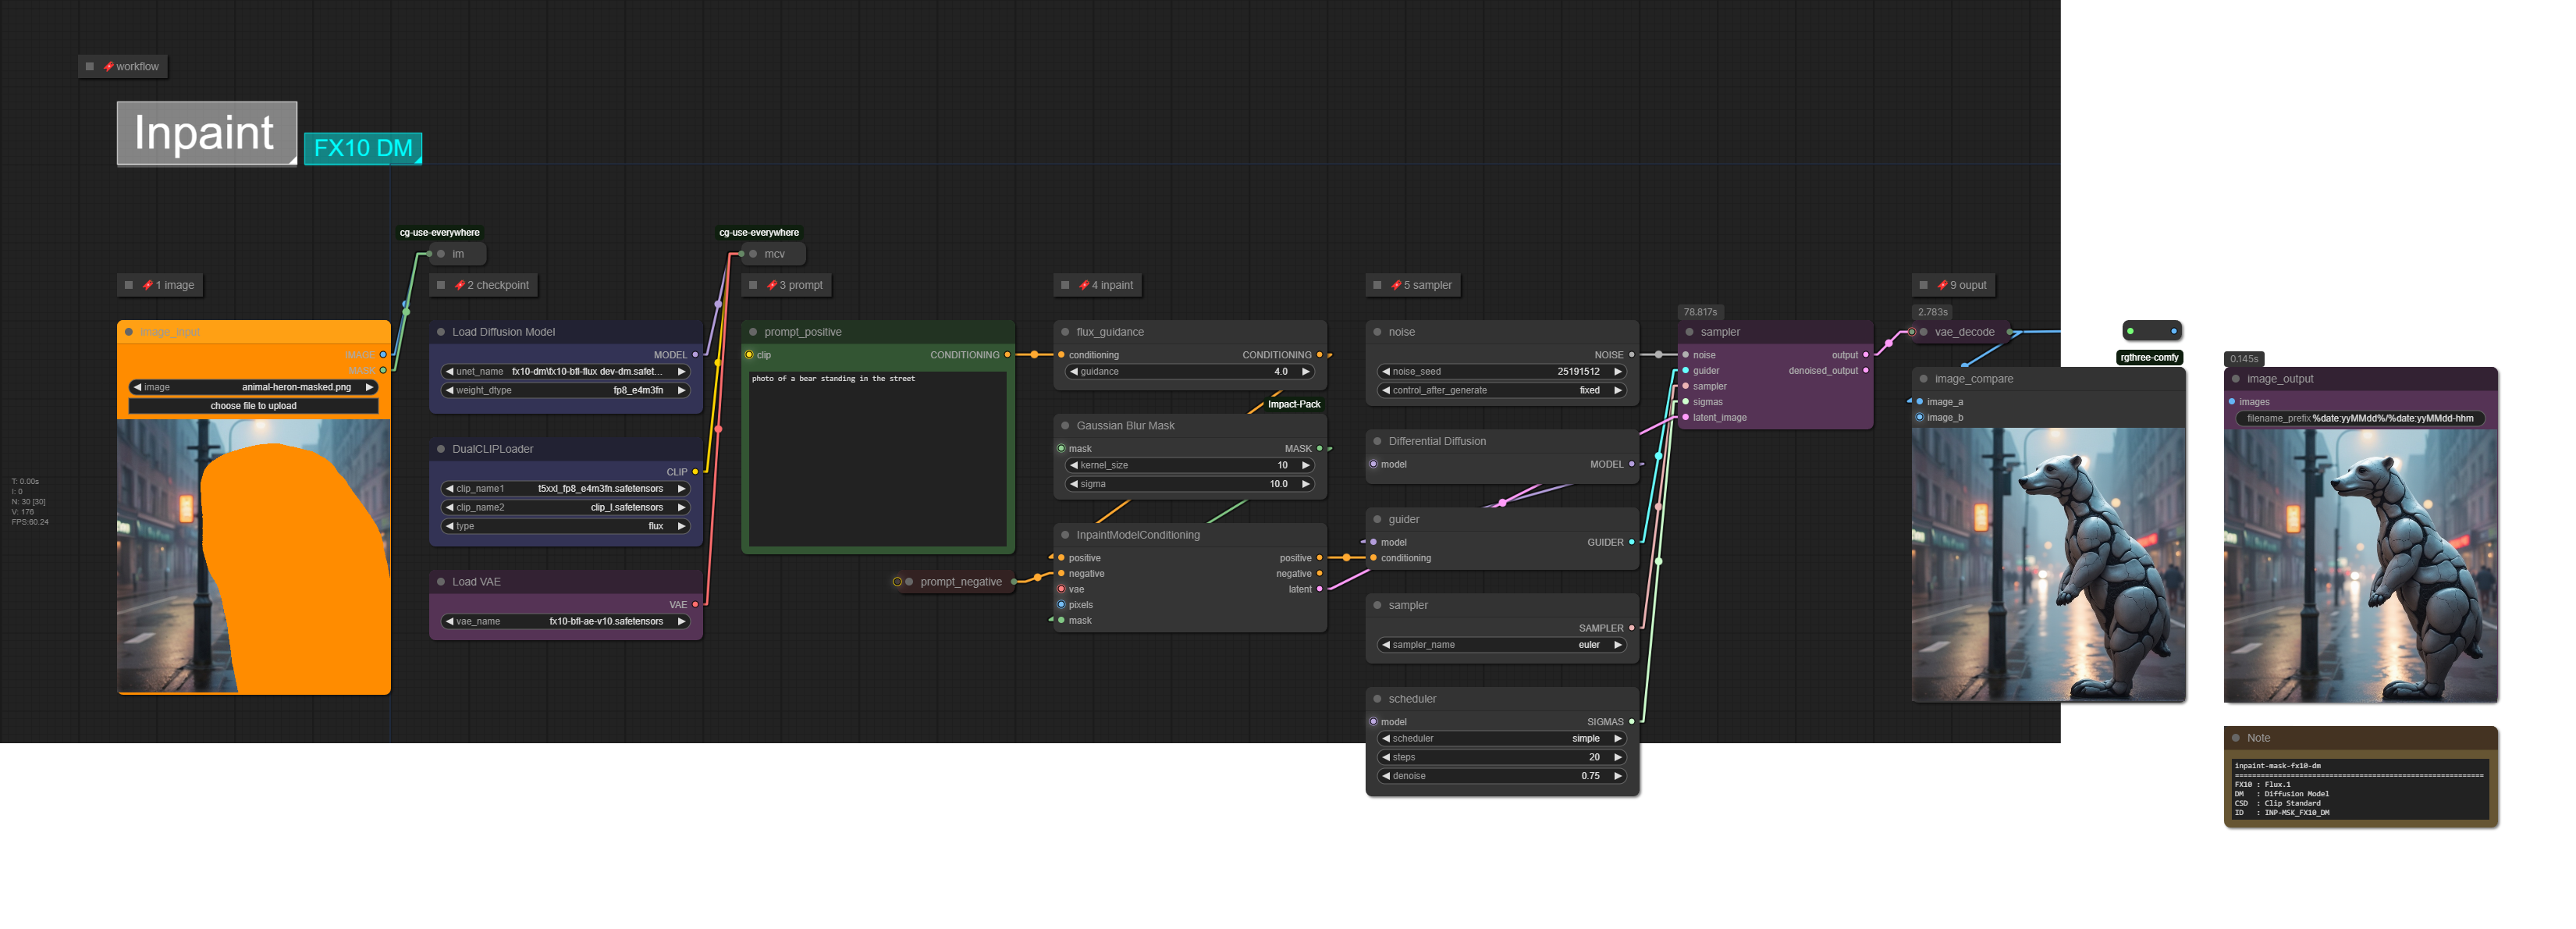 workflow
Inpaint
FX10 DM
cg-use-everywhere
im
cg-use-everywhere
mcv
1 image
2 checkpoint
3 prompt
4 inpaint
5 sampler
9 ouput
image_input
IMAGE
MASK
image animal-heron-masked.png
choose file to upload
T: 0.00s
I: 0
N: 30 [30]
V: 176
FPS:60.24
Load Diffusion Model
MODEL
unet_name fx10-dm\fx10-bfl-flux dev-dm.safet...
weight_dtype fp8_e4m3fn
DualCLIPLoader
CLIP
clip_name1 t5xxl_fp8_e4m3fn.safetensors
clip_name2 clip_l.safetensors
type flux
Load VAE
VAE
vae_name fx10-bfl-ae-v10.safetensors
prompt_positive
clip CONDITIONING
photo of a bear standing in the street
prompt_negative
flux_guidance
conditioning CONDITIONING
guidance 4.0
Impact-Pack
Gaussian Blur Mask
mask MASK
kernel_size 10
sigma 10.0
InpaintModelConditioning
positive positive
negative negative
vae latent
pixels
mask
noise
NOISE
noise_seed 25191512
control_after_generate fixed
Differential Diffusion
model MODEL
guider
model GUIDER
conditioning
sampler
SAMPLER
sampler_name euler
scheduler
model SIGMAS
scheduler simple
steps 20
denoise 0.75
78.817s
sampler
noise output
guider denoised_output
sampler
sigmas
latent_image
2.783s
vae_decode
rgthree-comfy
image_compare
image_a
image_b
0.145s
image_output
images
filename_prefix %date:yyMMdd%/%date:yyMMdd-hhm
Note
inpaint-mask-fx10-dm
FX10 : Flux.1
DM : Diffusion Model
CSD : Clip Standard
ID : INP-MSK_FX10_DM